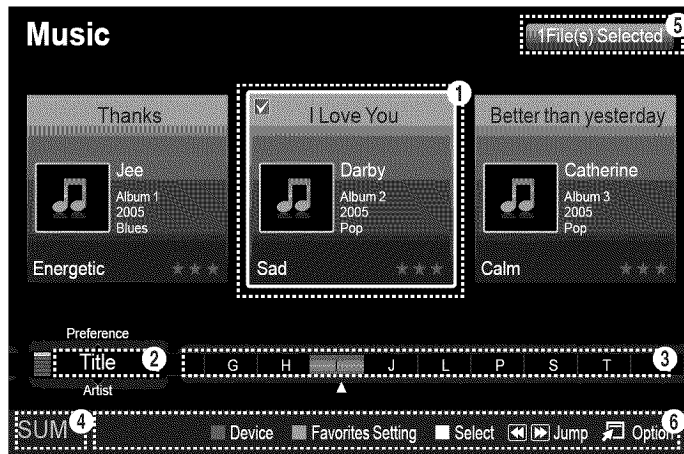 Music
1File(s) Selected
5
1
Thanks
I Love You
Better than yesterday
Jee
Album 1
2005
Blues
Darby
Album 2
2005
Pop
Catherine
Album 3
2005
Pop
Energetic
Sad
Calm
Preference
Title
2
G H I J L P S T
3
Artist
SUM
4
Device Favorites Setting Select Jump Option
6